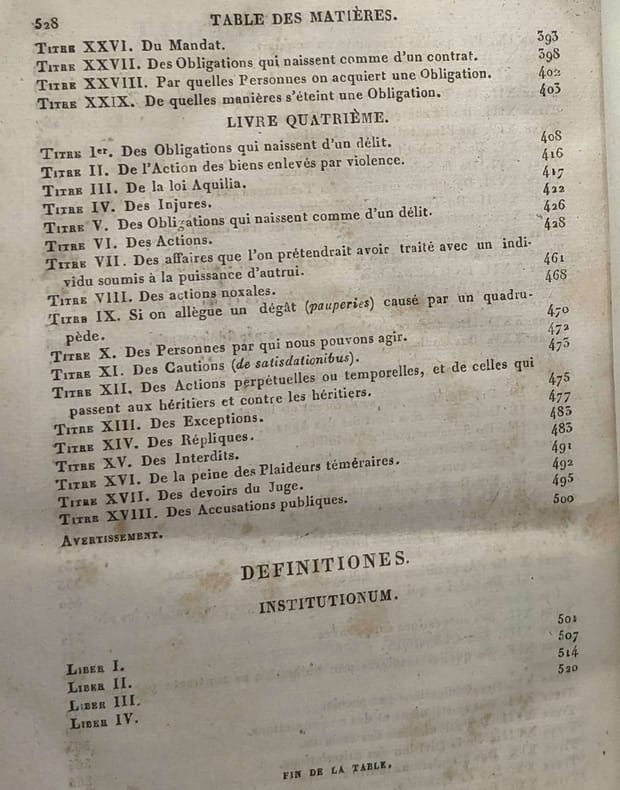 528 TABLE DES MATIÈRES.
TITRE XXVI. Du Mandat. 393
TITRE XXVII. Des Obligations qui naissent comme d'un contrat. 398
TITRE XXVIII. Par quelles Personnes on acquiert une Obligation. 402
TITRE XXIX. De quelles manières s'éteint une Obligation. 403
LIVRE QUATRIÈME.
TITRE Ier. Des Obligations qui naissent d'un délit. 408
TITRE II. De l'Action des biens enlevés par violence. 416
TITRE III. De la loi Aquilia. 417
TITRE IV. Des Injures. 422
TITRE V. Des Obligations qui naissent comme d'un délit. 426
TITRE VI. Des Actions. 428
TITRE VII. Des affaires que l'on prétendrait avoir traité avec un indi-
vidu soumis à la puissance d'autrui. 461
TITRE VIII. Des actions noxales. 468
TITRE IX. Si on allègue un dégât (pauperies) causé par un quadru-
pède. 470
TITRE X. Des Personnes par qui nous pouvons agir. 472
TITRE XI. Des Cautions (de satisdationibus). 473
TITRE XII. Des Actions perpétuelles ou temporelles, et de celles qui
passent aux héritiers et contre les héritiers. 475
TITRE XIII. Des Exceptions. 477
TITRE XIV. Des Répliques. 483
TITRE XV. Des Interdits. 483
TITRE XVI. De la peine des Plaideurs téméraires. 491
TITRE XVII. Des devoirs du Juge. 492
TITRE XVIII. Des Accusations publiques. 495
AVERTISSEMENT. 500
DEFINITIONES.
INSTITUTIONUM.
LIBER I. 501
LIBER II. 507
LIBER III. 514
LIBER IV. 520
FIN DE LA TABLE.